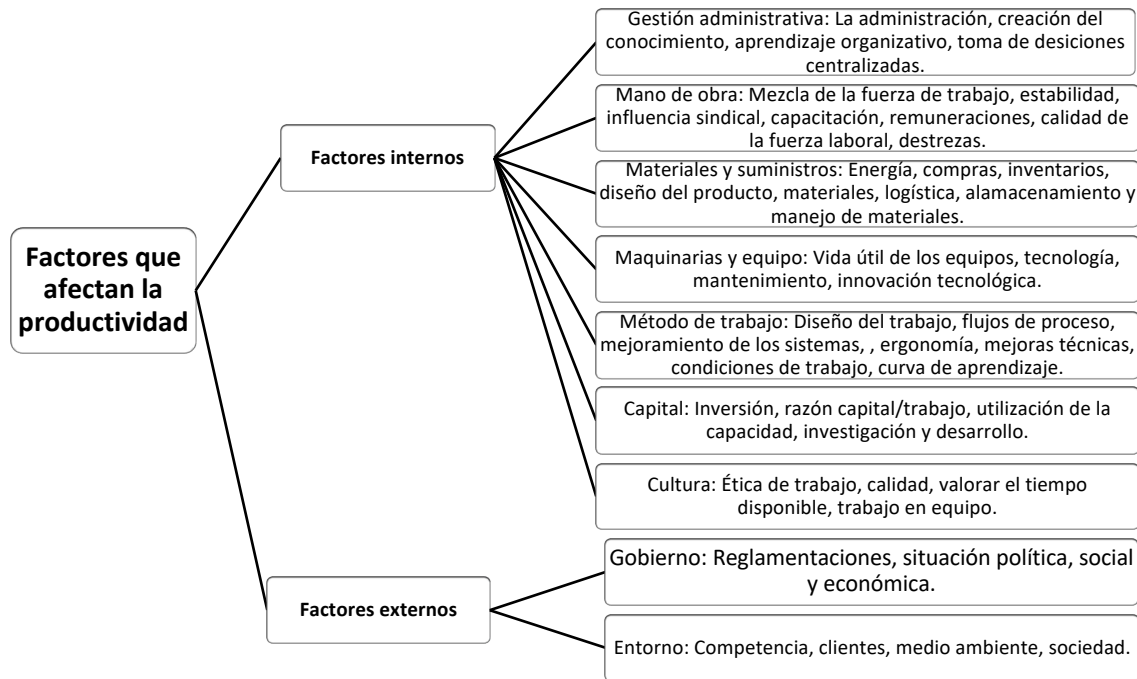 Factores que
afectan la
productividad
Factores internos
Gestión administrativa: La administración, creación del
conocimiento, aprendizaje organizativo, toma de desiciones
centralizadas.
Mano de obra: Mezcla de la fuerza de trabajo, estabilidad,
influencia sindical, capacitación, remuneraciones, calidad de
la fuerza laboral, destrezas.
Materiales y suministros: Energía, compras, inventarios,
diseño del producto, materiales, logística, alamacenamiento y
manejo de materiales.
Maquinarias y equipo: Vida útil de los equipos, tecnología,
mantenimiento, innovación tecnológica.
Método de trabajo: Diseño del trabajo, flujos de proceso,
mejoramiento de los sistemas, , ergonomía, mejoras técnicas,
condiciones de trabajo, curva de aprendizaje.
Capital: Inversión, razón capital/trabajo, utilización de la
capacidad, investigación y desarrollo.
Cultura: Ética de trabajo, calidad, valorar el tiempo
disponible, trabajo en equipo.
Factores externos
Gobierno: Reglamentaciones, situación política, social
y económica.
Entorno: Competencia, clientes, medio ambiente, sociedad.